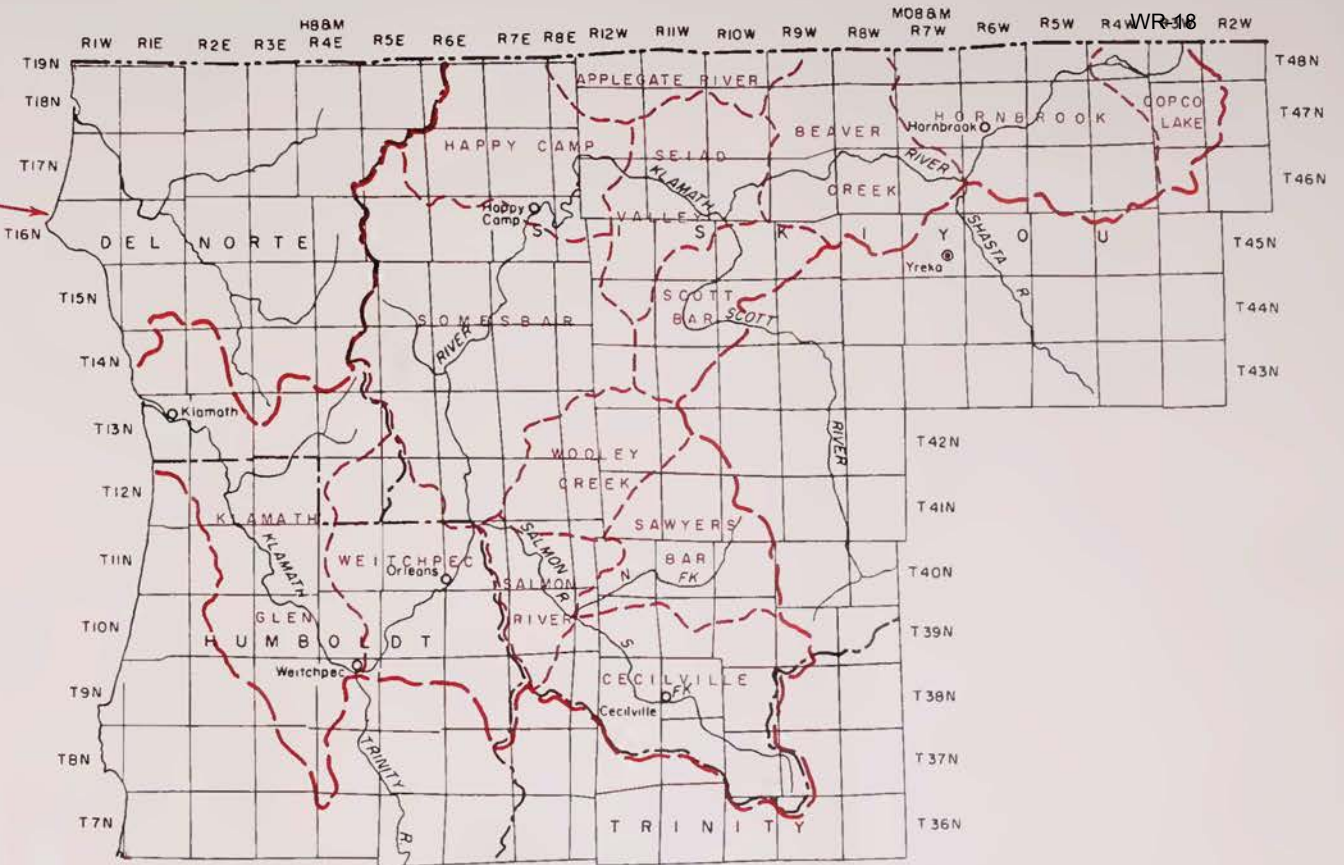 HB&M
MDB&M
WR-18
R1W R1E R2E R3E R4E R5E R6E R7E R8E R12W R11W R10W R9W R8W R7W R6W R5W R4W R3W R2W
T19N
T48N
APPLEGATE RIVER
T18N
HORNBROOK
COPCO
LAKE
T47N
BEAVER
Hornbrook
HAPPY CAMP
SEIAD
T17N
KLAMATH
RIVER
T46N
CREEK
VALLEY
Happy
Camp
T16N
DEL NORTE
SISKIYOU
SHASTA R
T45N
Yreka
T15N
SCOTT
BAR
T44N
SOMESBAR
SCOTT
RIVER
T14N
T43N
Klamath
T13N
T42N
RIVER
WOOLEY
CREEK
T12N
T41N
KLAMATH
SAWYERS
BAR
KLAMATH
SALMON R
T11N
WEITCHPEC
Orleans
N FK
T40N
SALMON
RIVER
GLEN
T10N
HUMBOLDT
T39N
Weitchpec
S FK
CECILVILLE
T9N
T38N
Cecilville
TRINITY R
T8N
T37N
T7N
TRINITY
T36N